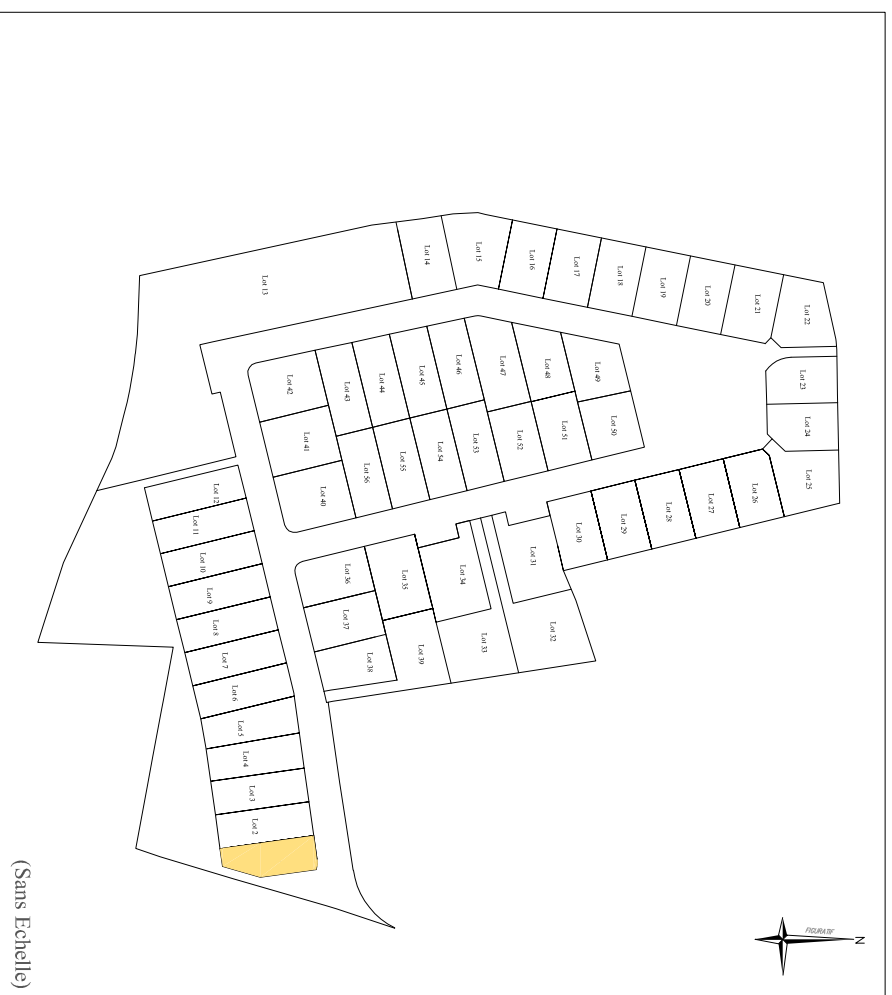 Lot 22
Lot 21
Lot 20
Lot 19
Lot 18
Lot 17
Lot 16
Lot 15
Lot 14
Lot 13
Lot 23
Lot 24
Lot 25
Lot 26
Lot 27
Lot 28
Lot 29
Lot 30
Lot 31
Lot 32
Lot 33
Lot 34
Lot 35
Lot 36
Lot 37
Lot 38
Lot 39
Lot 49
Lot 48
Lot 47
Lot 46
Lot 45
Lot 44
Lot 43
Lot 42
Lot 50
Lot 51
Lot 52
Lot 53
Lot 54
Lot 55
Lot 56
Lot 41
Lot 40
Lot 12
Lot 11
Lot 10
Lot 9
Lot 8
Lot 7
Lot 6
Lot 5
Lot 4
Lot 3
Lot 2
FIGURATIF
N
(Sans Echelle)